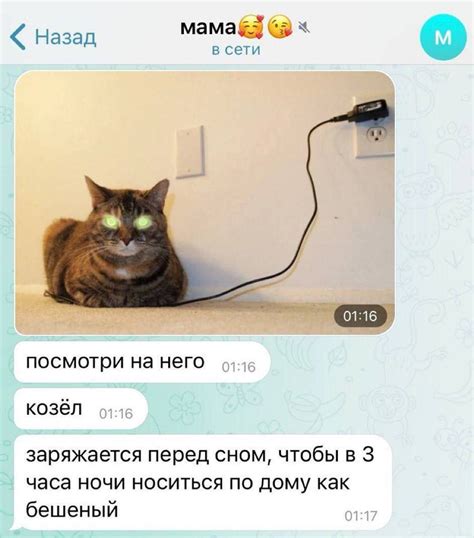 Назад
мама🥰😘
в сети
М
01:16
посмотри на него 01:16
козёл 01:16
заряжается перед сном, чтобы в 3
часа ночи носиться по дому как
бешеный 01:17